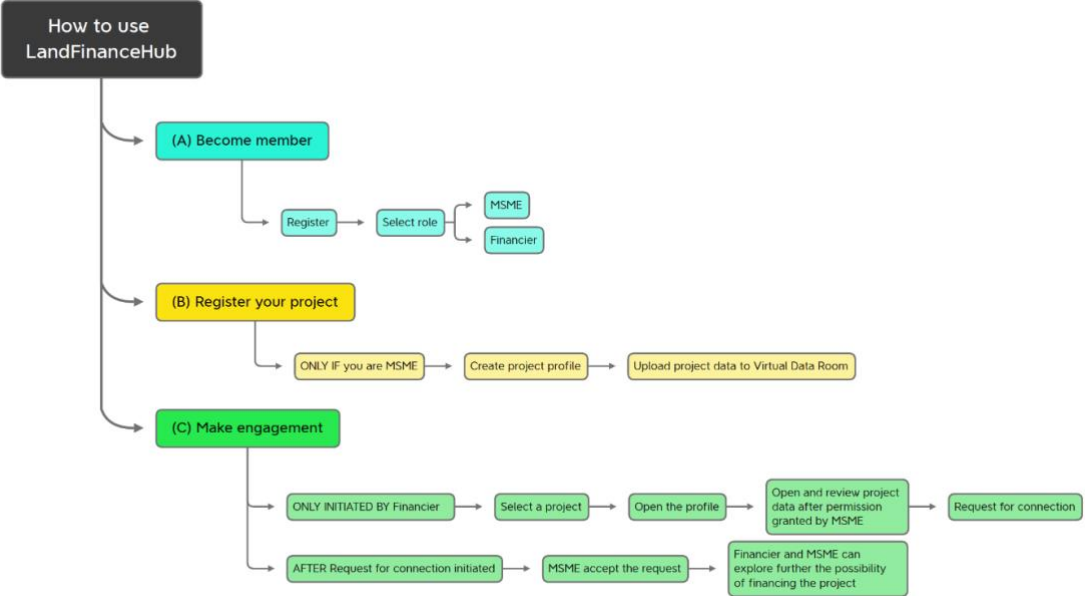 How to use
LandFinanceHub
(A) Become member
Register
Select role
MSME
Financier
(B) Register your project
ONLY IF you are MSME
Create project profile
Upload project data to Virtual Data Room
(C) Make engagement
ONLY INITIATED BY Financier
Select a project
Open the profile
Open and review project
data after permission
granted by MSME
Request for connection
AFTER Request for connection initiated
MSME accept the request
Financier and MSME can
explore further the possibility
of financing the project